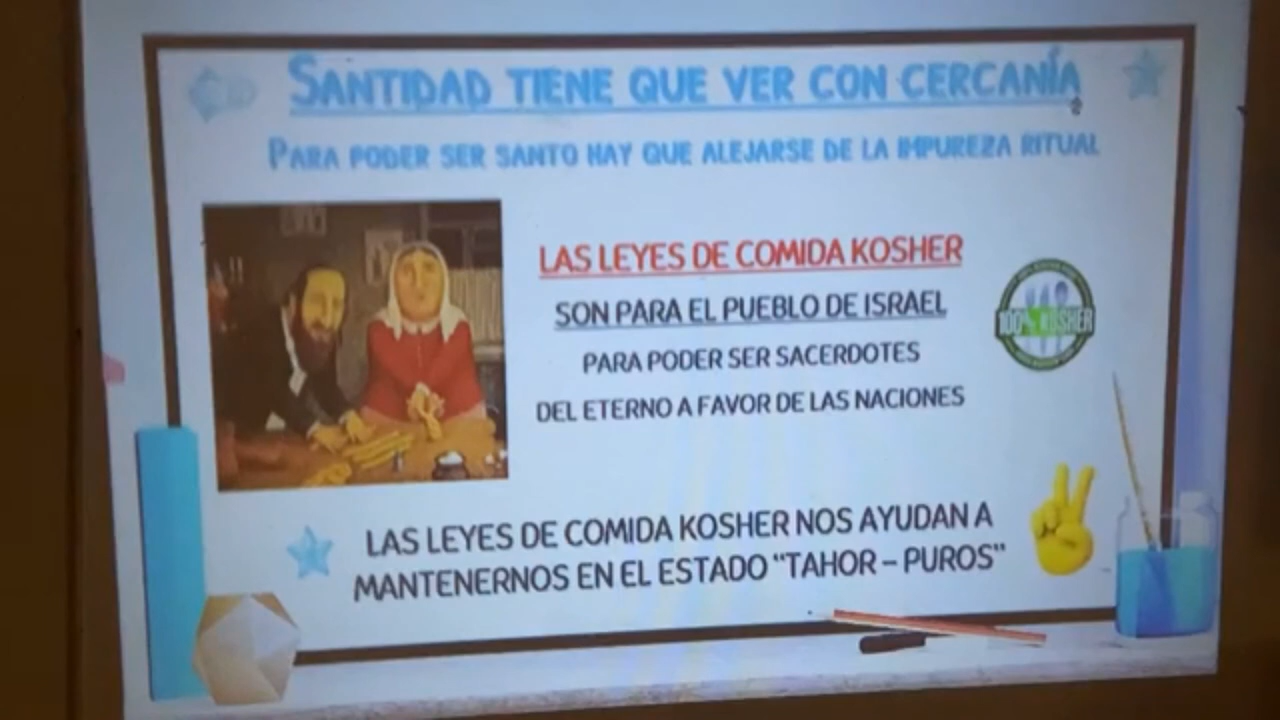 SANTIDAD TIENE QUE VER CON CERCANÍA
PARA PODER SER SANTO HAY QUE ALEJARSE DE LA IMPUREZA RITUAL
LAS LEYES DE COMIDA KOSHER
SON PARA EL PUEBLO DE ISRAEL
PARA PODER SER SACERDOTES
DEL ETERNO A FAVOR DE LAS NACIONES
100% KOSHER
LAS LEYES DE COMIDA KOSHER NOS AYUDAN A
MANTENERNOS EN EL ESTADO "TAHOR – PUROS"